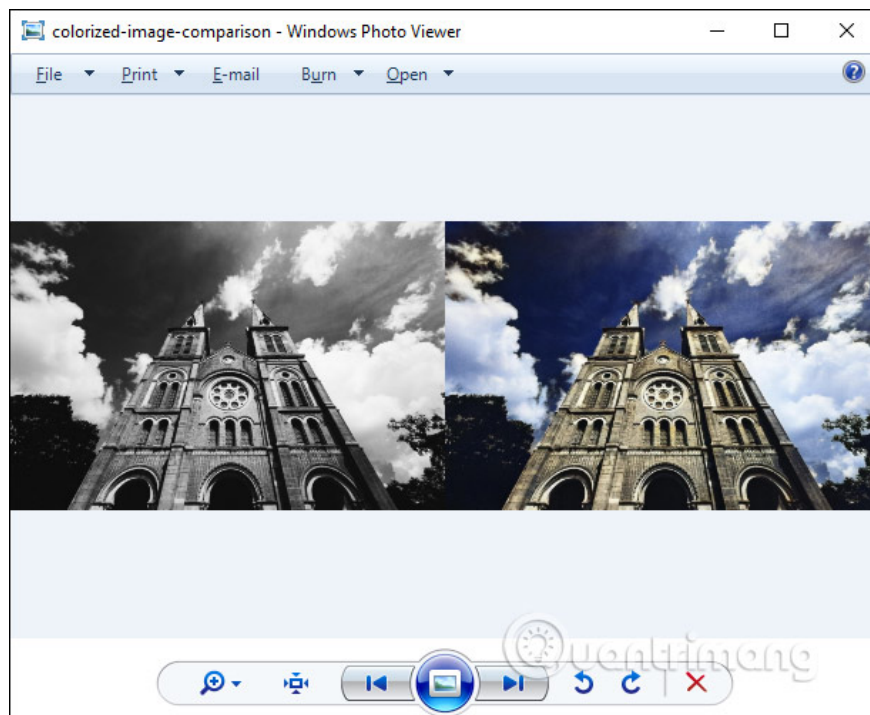 colorized-image-comparison - Windows Photo Viewer
File Print E-mail Burn Open
Quantrimang